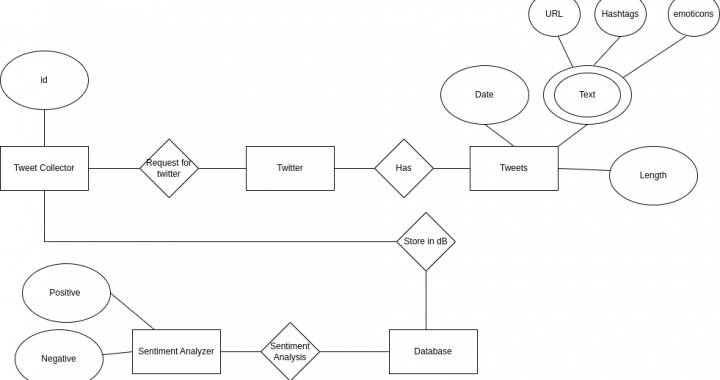 URL
Hashtags
emoticons
id
Date
Text
Tweet Collector
Request for
twitter
Twitter
Has
Tweets
Length
Store in dB
Positive
Negative
Sentiment Analyzer
Sentiment
Analysis
Database